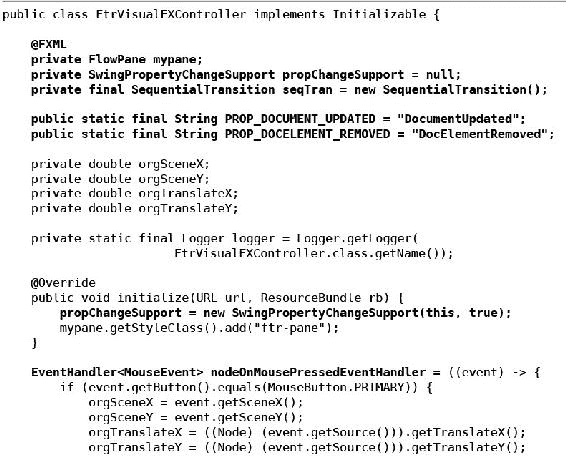 public class FtrVisualFXController implements Initializable {
@FXML
private FlowPane mypane;
private SwingPropertyChangeSupport propChangeSupport = null;
private final SequentialTransition seqTran = new SequentialTransition();
public static final String PROP_DOCUMENT_UPDATED = "DocumentUpdated";
public static final String PROP_DOCELEMENT_REMOVED = "DocElementRemoved";
private double orgSceneX;
private double orgSceneY;
private double orgTranslateX;
private double orgTranslateY;
private static final Logger logger = Logger.getLogger(
FtrVisualFXController.class.getName());
@Override
public void initialize(URL url, ResourceBundle rb) {
propChangeSupport = new SwingPropertyChangeSupport(this, true);
mypane.getStyleClass().add("ftr-pane");
}
EventHandler<MouseEvent> nodeOnMousePressedEventHandler = ((event) -> {
if (event.getButton().equals(MouseButton.PRIMARY)) {
orgSceneX = event.getSceneX();
orgSceneY = event.getSceneY();
orgTranslateX = ((Node) (event.getSource())).getTranslateX();
orgTranslateY = ((Node) (event.getSource())).getTranslateY();